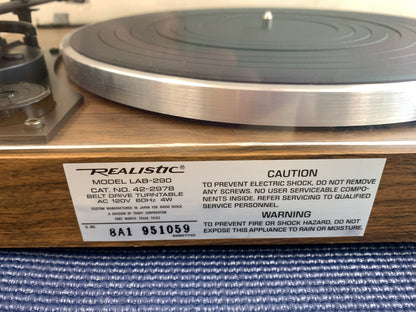 REALISTIC®
MODEL LAB-290
CAT. NO. 42-2978
BELT DRIVE TURNTABLE
AC 120V 60Hz 4W
CUSTOM MANUFACTURED IN JAPAN FOR RADIO SHACK
A DIVISION OF TANDY CORPORATION
FORT WORTH, TEXAS 76102
8A1 951059
CAUTION
TO PREVENT ELECTRIC SHOCK, DO NOT REMOVE
ANY SCREWS. NO USER SERVICEABLE COMPO-
NENTS INSIDE. REFER SERVICING TO QUALIFIED
SERVICE PERSONNEL.
WARNING
TO PREVENT FIRE OR SHOCK HAZARD, DO NOT
EXPOSE THIS APPLIANCE TO RAIN OR MOISTURE.